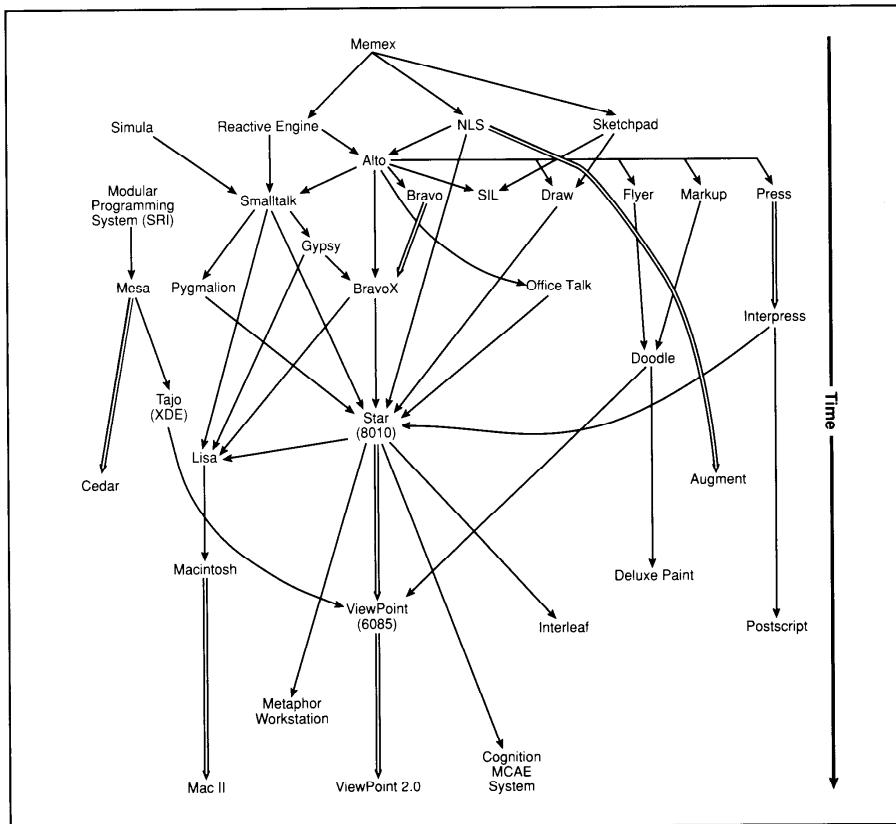 Memex
Simula
Reactive Engine
NLS
Sketchpad
Alto
Modular
Programming
System (SRI)
Smalltalk
Bravo
SIL
Draw
Flyer
Markup
Press
Gypsy
Mesa
Pygmalion
BravoX
Office Talk
Interpress
Doodle
Tajo
(XDE)
Star
(8010)
Time
Lisa
Cedar
Augment
Macintosh
Deluxe Paint
ViewPoint
(6085)
Interleaf
Postscript
Metaphor
Workstation
Cognition
MCAE
System
Mac II
ViewPoint 2.0